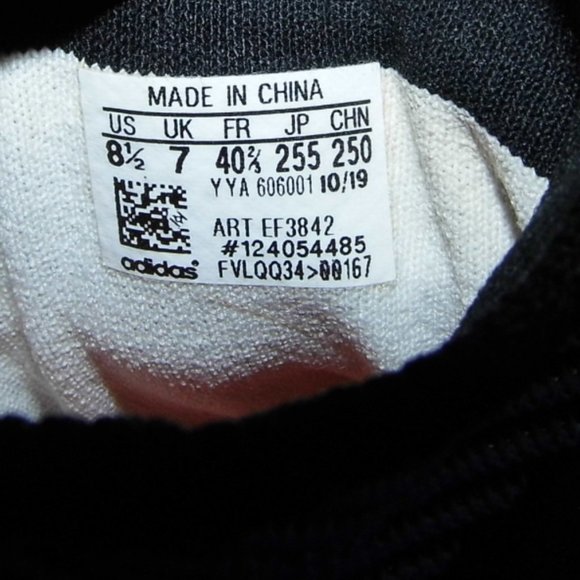 MADE IN CHINA
US UK FR JP CHN
8½ 7 40⅔ 255 250
YYA 606001 10/19
ART EF3842
#124054485
adidas® FVLQQ34>00167